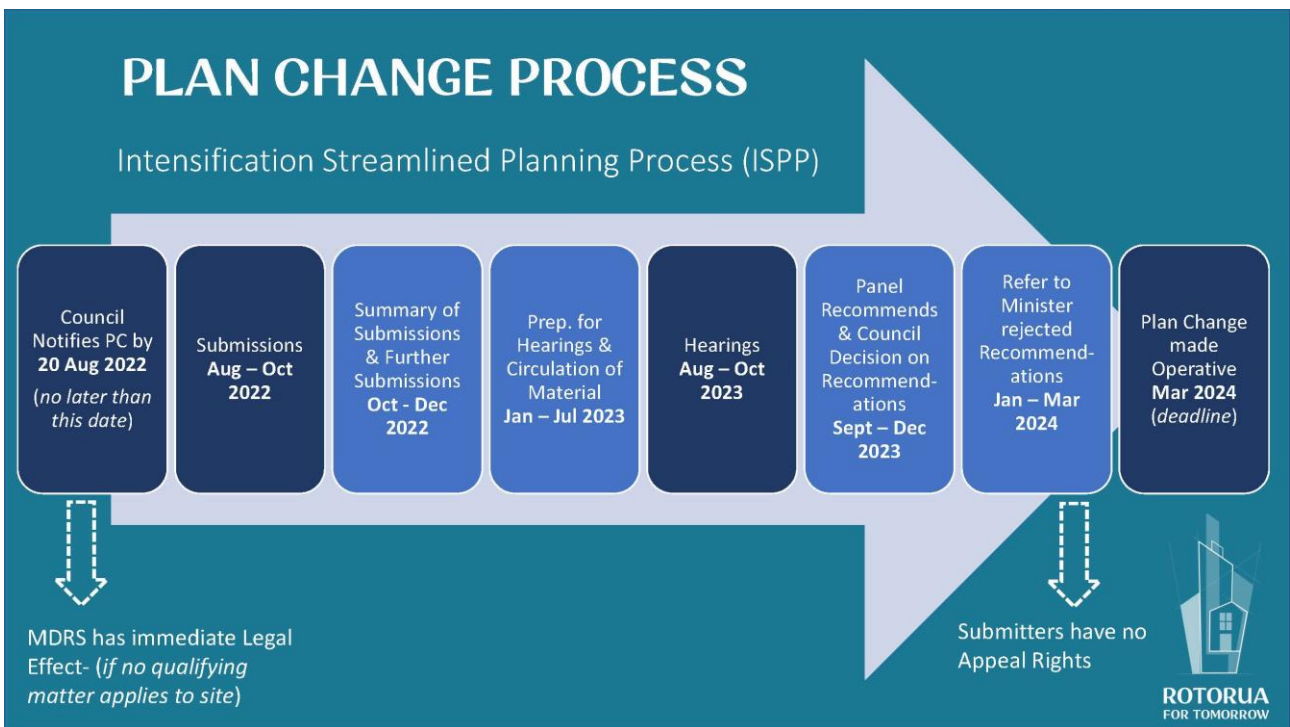 PLAN CHANGE PROCESS
Intensification Streamlined Planning Process (ISPP)
Council
Notifies PC by
20 Aug 2022
(no later than
this date)
Submissions
Aug – Oct
2022
Summary of
Submissions
& Further
Submissions
Oct - Dec
2022
Prep. for
Hearings &
Circulation of
Material
Jan – Jul 2023
Hearings
Aug – Oct
2023
Panel
Recommends
& Council
Decision on
Recommend-
ations
Sept – Dec
2023
Refer to
Minister
rejected
Recommend-
ations
Jan – Mar
2024
Plan Change
made
Operative
Mar 2024
(deadline)
MDRS has immediate Legal
Effect- (if no qualifying
matter applies to site)
Submitters have no
Appeal Rights
ROTORUA
FOR TOMORROW